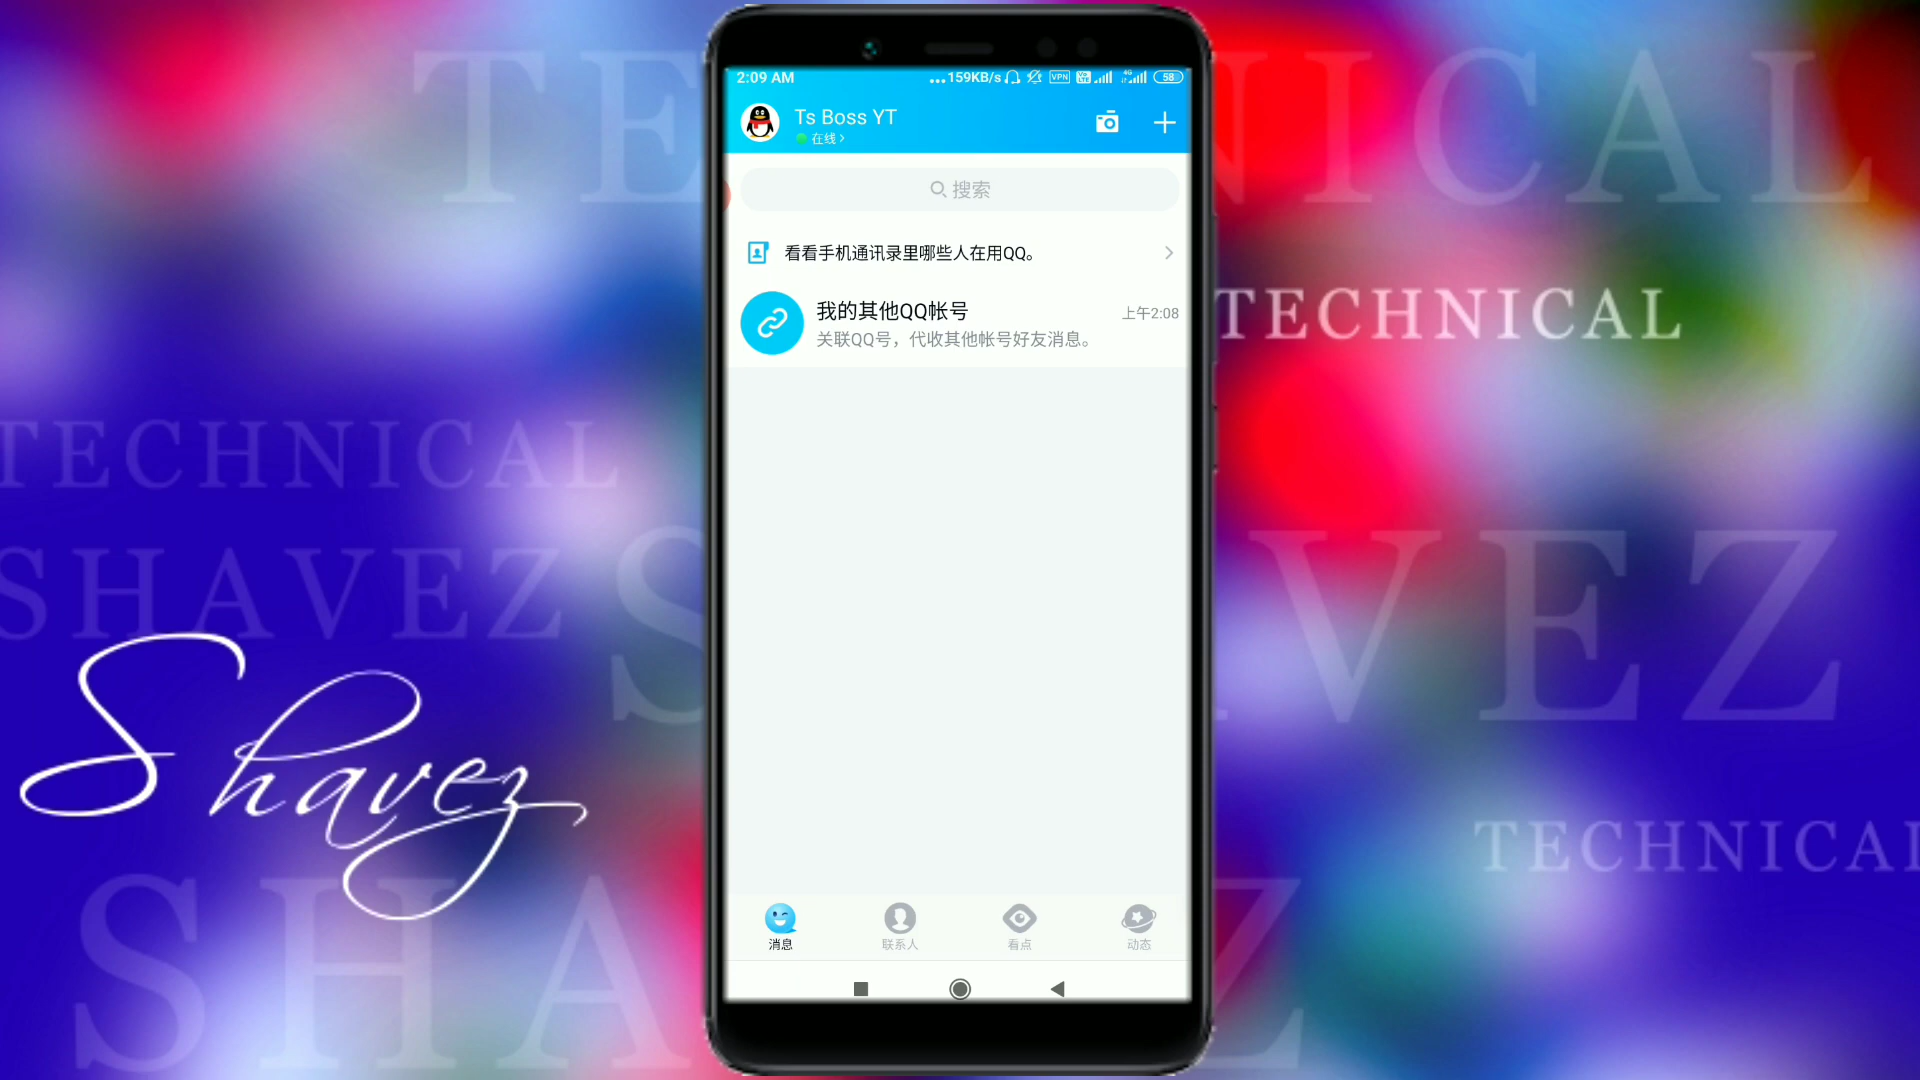 TECHNICAL
2:09 AM
...159KB/s
VPN
4G
58
Ts Boss YT
在线
搜索
看看手机通讯录里哪些人在用QQ。
我的其他QQ帐号
上午2:08
关联QQ号，代收其他帐号好友消息。
TECHNICAL
TECHNICAL
SHAVEZ
Shavez
TECHNICAL
消息
联系人
看点
动态